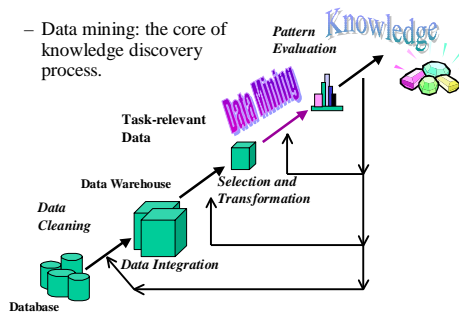 – Data mining: the core of
knowledge discovery
process.
Pattern
Evaluation
Knowledge
Data Mining
Task-relevant
Data
Data Warehouse
Selection and
Transformation
Data
Cleaning
Data Integration
Database